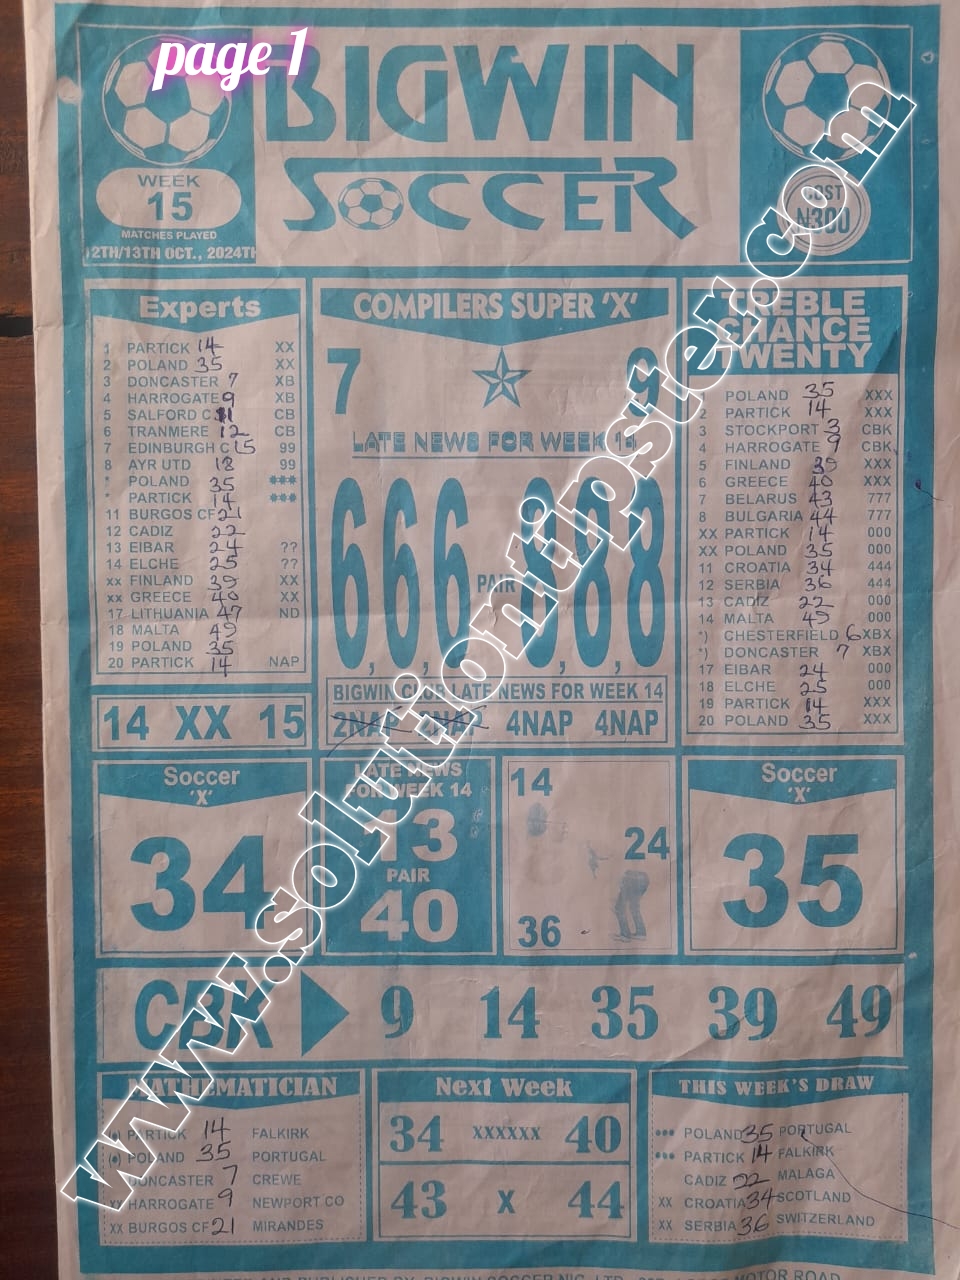 page 1
BIGWIN
SOCCER
WEEK
15
MATCHES PLAYED
12TH/13TH OCT., 2024TH
COST
N300
Experts
1 PARTICK 14 XX
2 POLAND 35 XX
3 DONCASTER 7 XB
4 HARROGATE 9 XB
5 SALFORD C 11 CB
6 TRANMERE 12 CB
7 EDINBURGH C 15 99
8 AYR UTD 18 99
* POLAND 35 ***
* PARTICK 14 ***
11 BURGOS CF 21
12 CADIZ 22
13 EIBAR 24 ??
14 ELCHE 25 ??
xx FINLAND 39 XX
xx GREECE 40 XX
17 LITHUANIA 47 ND
18 MALTA 49
19 POLAND 35
20 PARTICK 14 NAP
14 XX 15
COMPILERS SUPER 'X'
7 9
LATE NEWS FOR WEEK
6,6,6 PAIR 8,8,8
BIGWIN CLUB LATE NEWS FOR WEEK 14
2NAP 2NAP 4NAP 4NAP
TREBLE
CHANCE
TWENTY
1 POLAND 35 XXX
2 PARTICK 14 XXX
3 STOCKPORT 3 CBK
4 HARROGATE 9 CBK
5 FINLAND 39 XXX
6 GREECE 40 XXX
7 BELARUS 43 777
8 BULGARIA 44 777
XX PARTICK 14 000
XX POLAND 35 000
11 CROATIA 34 444
12 SERBIA 36 444
13 CADIZ 22 000
14 MALTA 49 000
*) CHESTERFIELD 6 XBX
*) DONCASTER 7 XBX
17 EIBAR 24 000
18 ELCHE 25 000
19 PARTICK 14 XXX
20 POLAND 35 XXX
Soccer
'X'
34
LATE NEWS
FOR WEEK 14
13
PAIR
40
14
24
36
Soccer
'X'
35
CBK 9 14 35 39 49
MATHEMATICIAN
(•) PARTICK 14 FALKIRK
(•) POLAND 35 PORTUGAL
DONCASTER 7 CREWE
XX HARROGATE 9 NEWPORT CO
XX BURGOS CF 21 MIRANDES
Next Week
34 XXXXXX 40
43 X 44
THIS WEEK'S DRAW
••• POLAND 35 PORTUGAL
••• PARTICK 14 FALKIRK
CADIZ 22 MALAGA
XX CROATIA 34 SCOTLAND
XX SERBIA 36 SWITZERLAND
www.solutiontipster.com